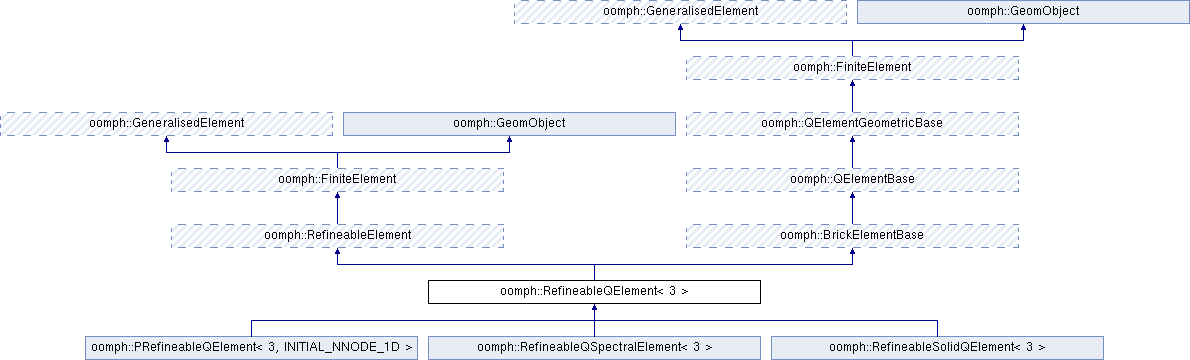 oomph::GeneralisedElement
oomph::GeomObject
oomph::FiniteElement
oomph::GeneralisedElement
oomph::GeomObject
oomph::QElementGeometricBase
oomph::FiniteElement
oomph::QElementBase
oomph::RefineableElement
oomph::BrickElementBase
oomph::RefineableQElement< 3 >
oomph::PRefineableQElement< 3, INITIAL_NNODE_1D >
oomph::RefineableQSpectralElement< 3 >
oomph::RefineableSolidQElement< 3 >